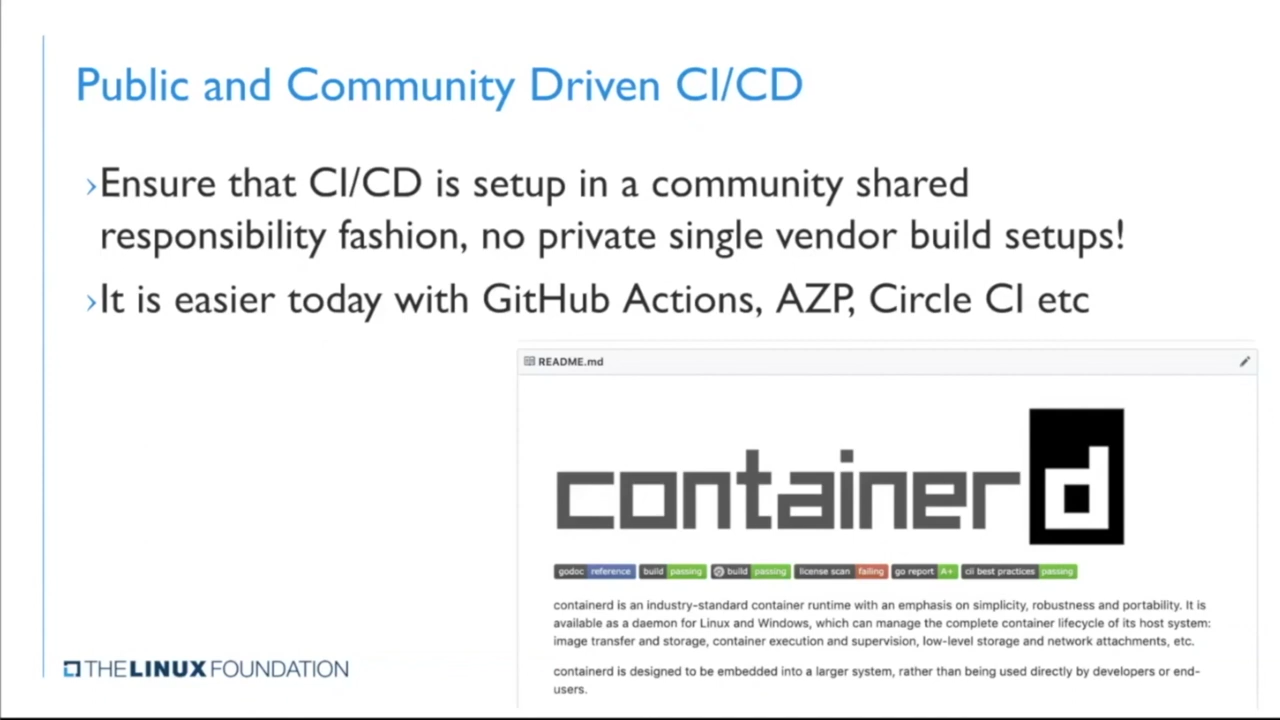 Public and Community Driven CI/CD
›Ensure that CI/CD is setup in a community shared
responsibility fashion, no private single vendor build setups!
›It is easier today with GitHub Actions, AZP, Circle CI etc
README.md
containerd
godoc reference build passing build passing license scan failing go report A+ cii best practices passing
containerd is an industry-standard container runtime with an emphasis on simplicity, robustness and portability. It is
available as a daemon for Linux and Windows, which can manage the complete container lifecycle of its host system:
image transfer and storage, container execution and supervision, low-level storage and network attachments, etc.
containerd is designed to be embedded into a larger system, rather than being used directly by developers or end-
users.
THE LINUX FOUNDATION